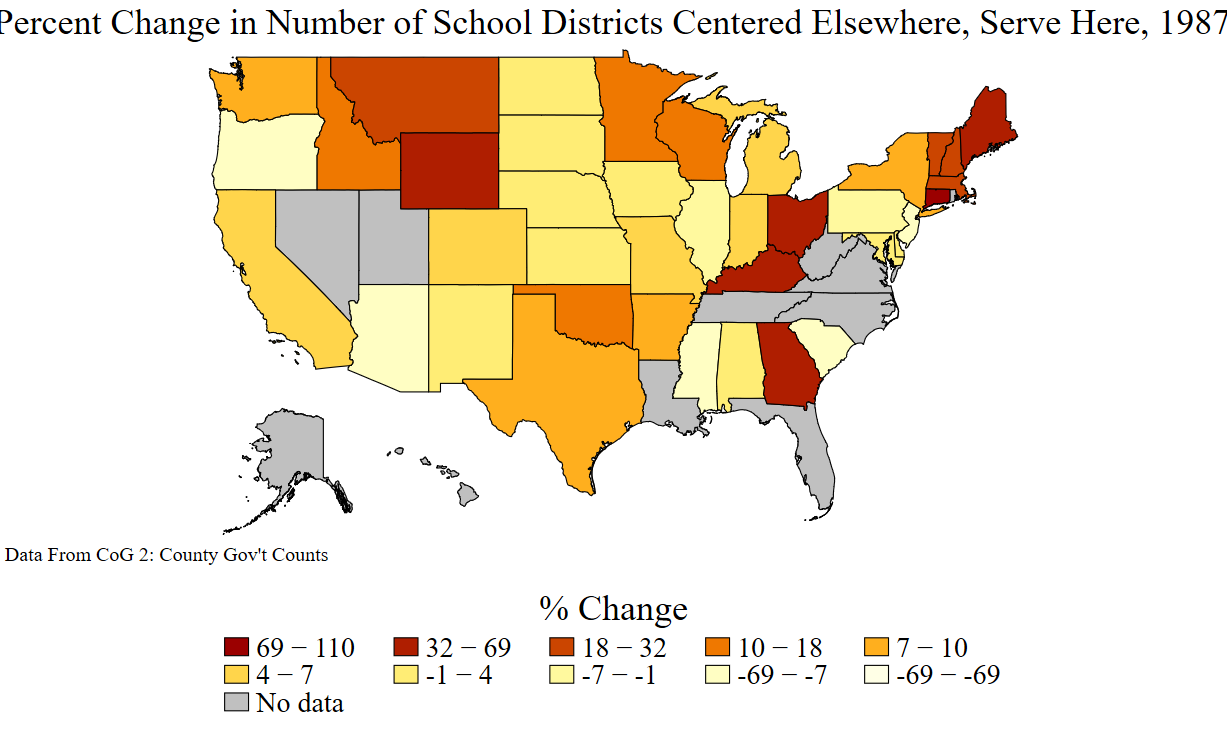 Percent Change in Number of School Districts Centered Elsewhere, Serve Here, 1987
Data From CoG 2: County Gov't Counts
% Change
69 − 110 32 − 69 18 − 32 10 − 18 7 − 10
4 − 7 -1 − 4 -7 − -1 -69 − -7 -69 − -69
No data